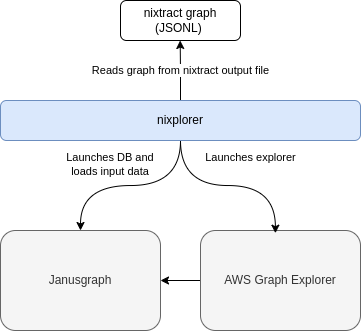 nixtract graph
(JSONL)
Reads graph from nixtract output file
nixplorer
Launches DB and
loads input data
Launches explorer
Janusgraph
AWS Graph Explorer